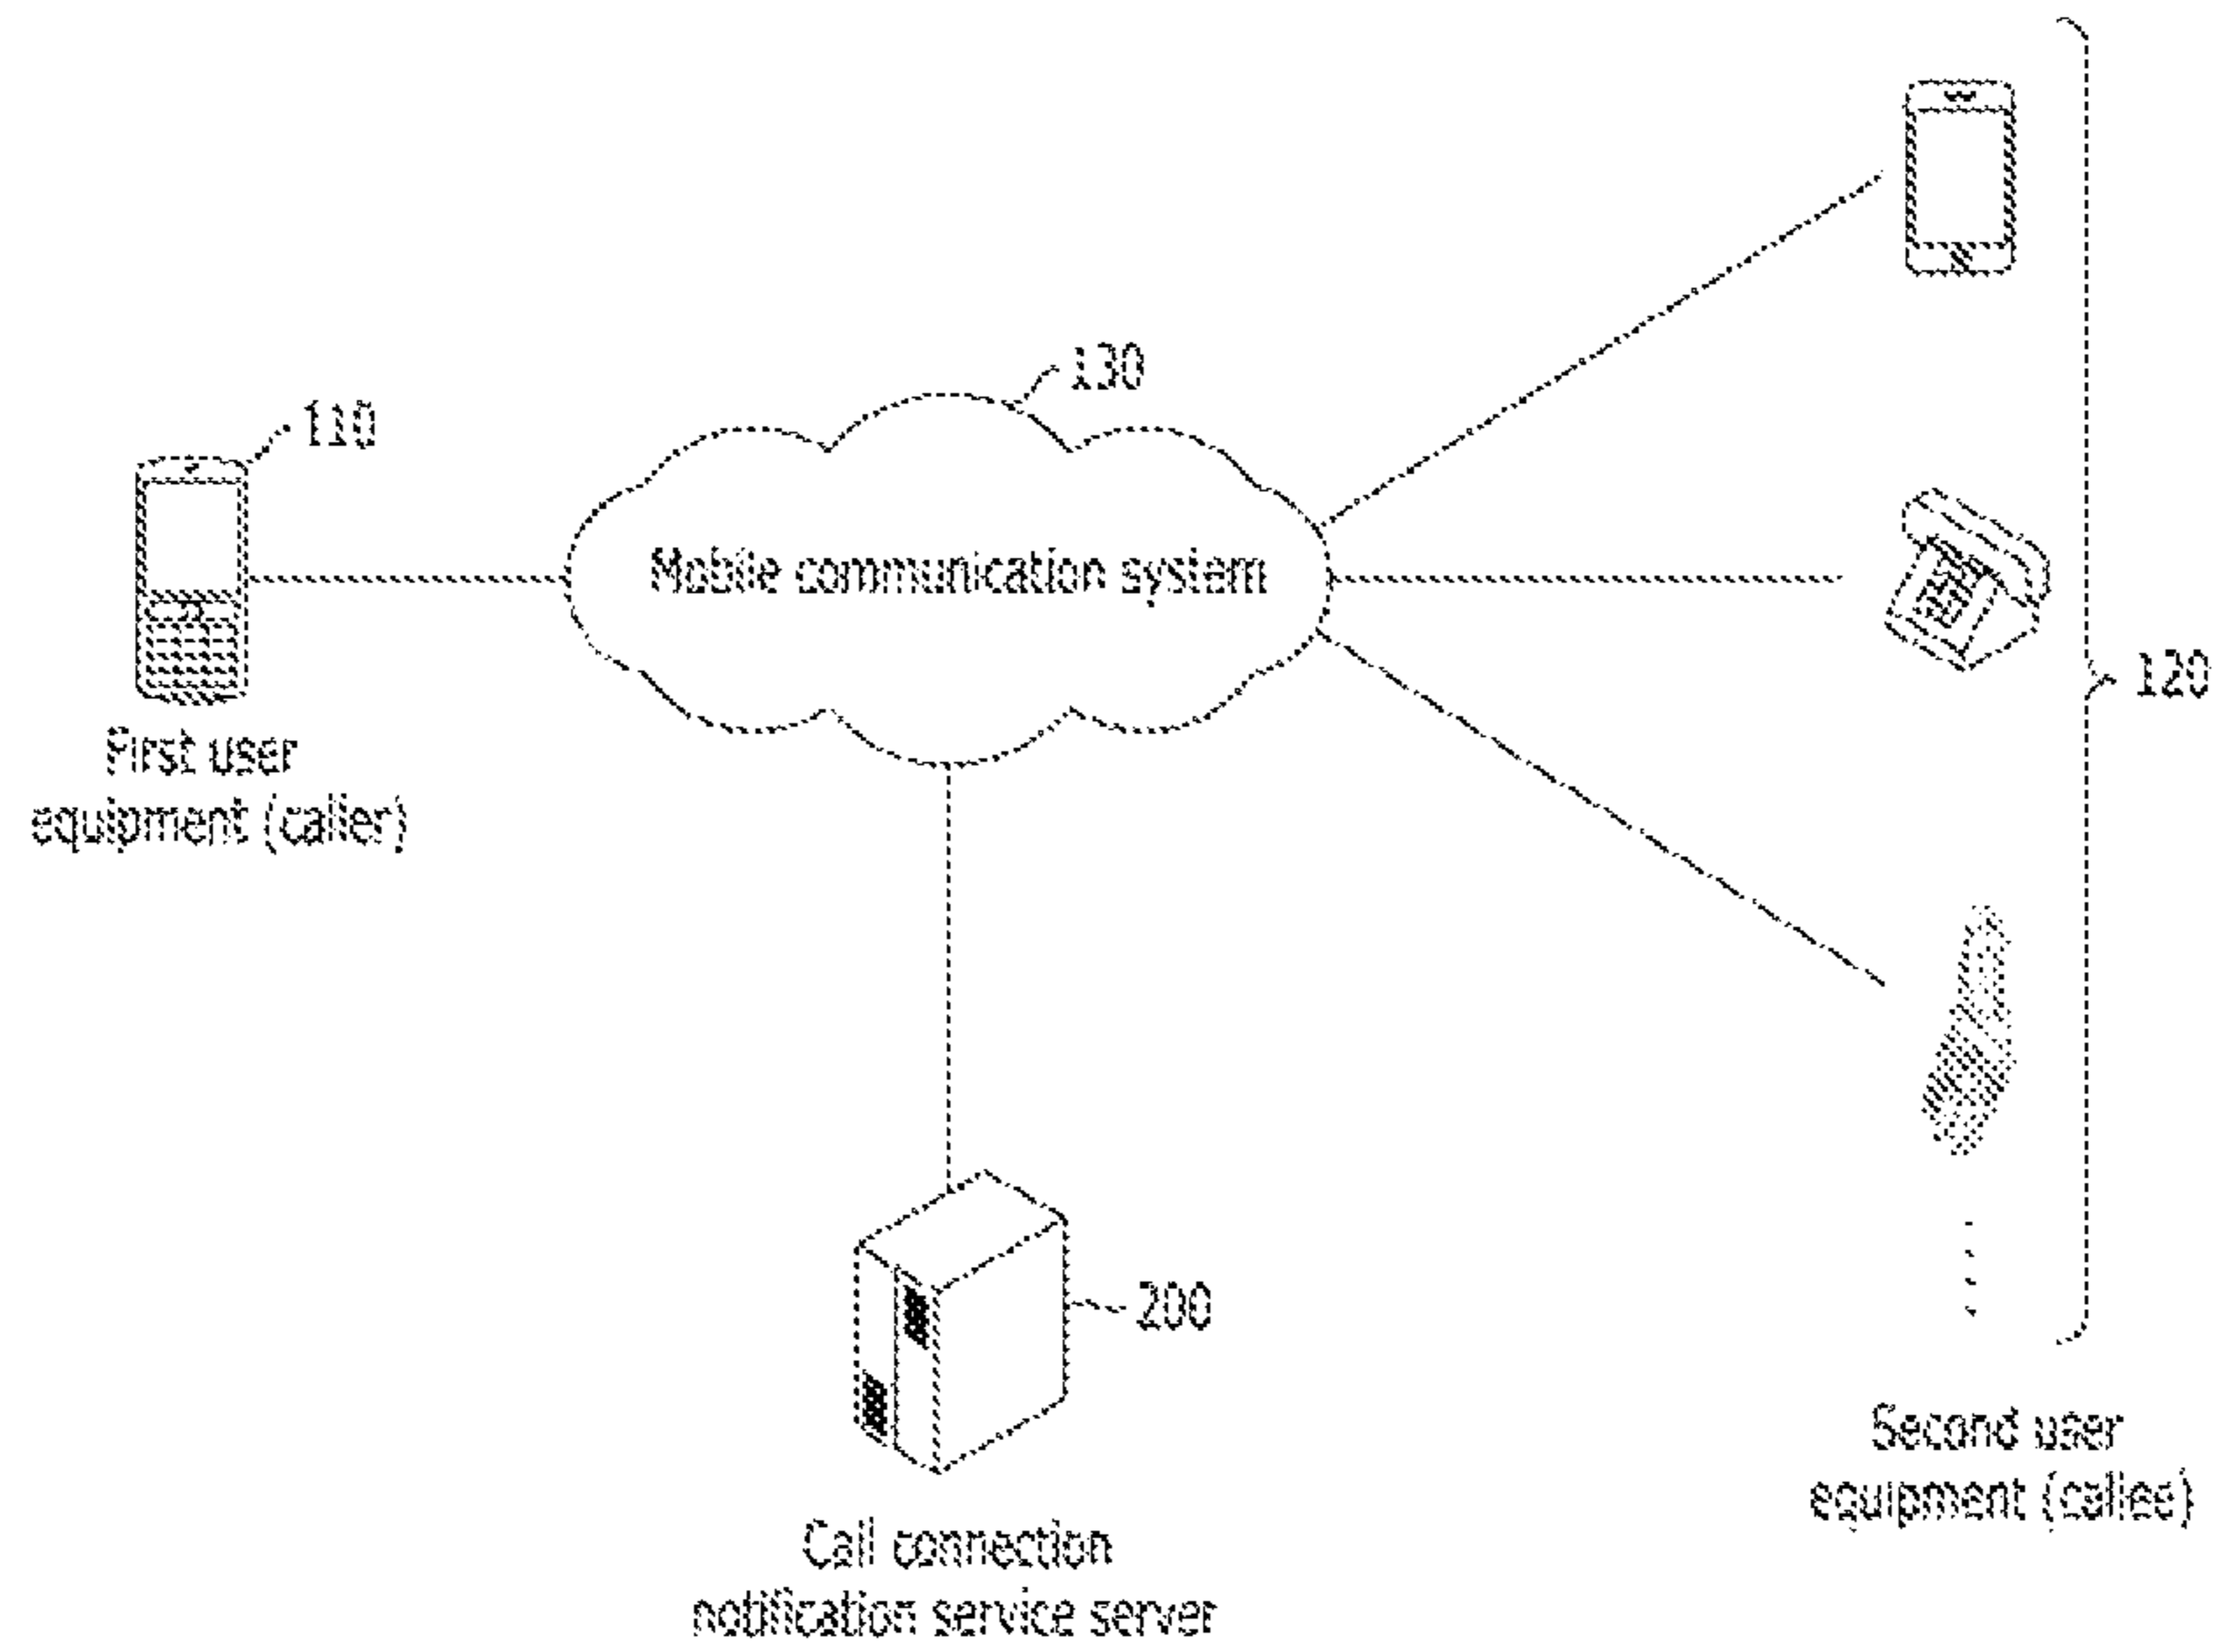 130
110
Mobile communication system
120
First user
equipment (caller)
200
Second user
equipment (callee)
Call connection
notification service server